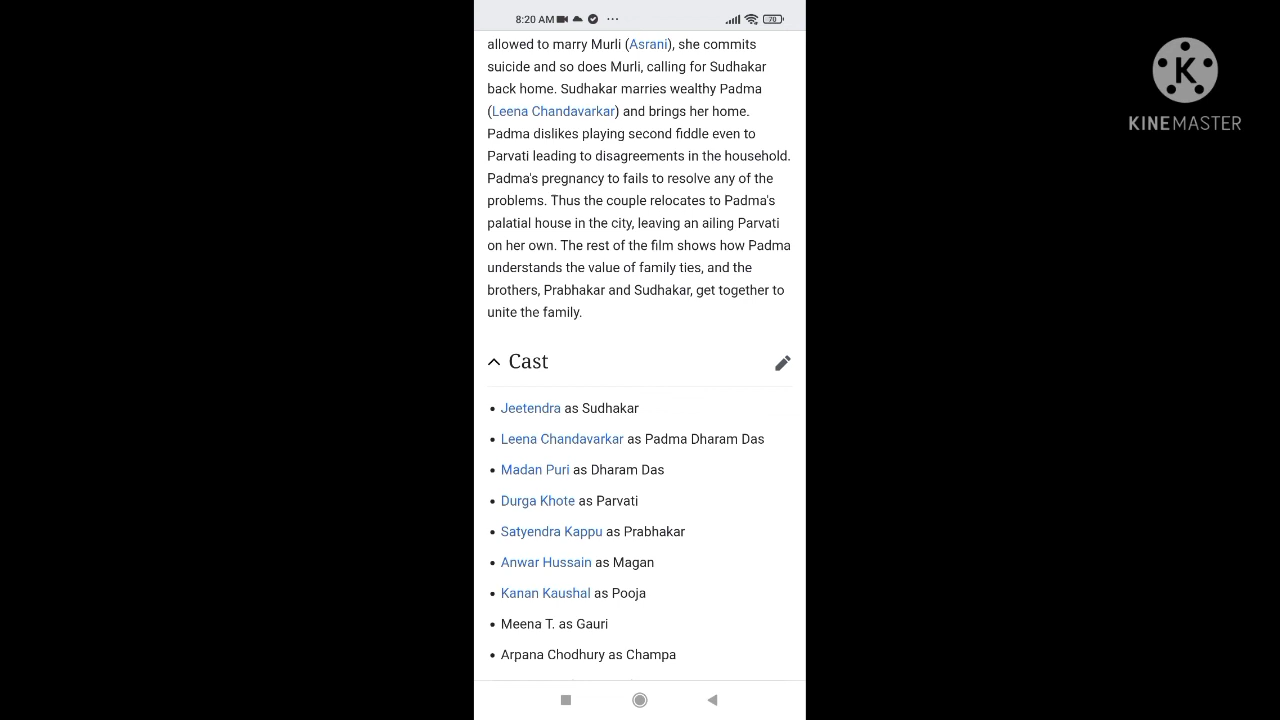 8:20 AM
70
allowed to marry Murli (Asrani), she commits
suicide and so does Murli, calling for Sudhakar
back home. Sudhakar marries wealthy Padma
(Leena Chandavarkar) and brings her home.
Padma dislikes playing second fiddle even to
Parvati leading to disagreements in the household.
Padma's pregnancy to fails to resolve any of the
problems. Thus the couple relocates to Padma's
palatial house in the city, leaving an ailing Parvati
on her own. The rest of the film shows how Padma
understands the value of family ties, and the
brothers, Prabhakar and Sudhakar, get together to
unite the family.
Cast
• Jeetendra as Sudhakar
• Leena Chandavarkar as Padma Dharam Das
• Madan Puri as Dharam Das
• Durga Khote as Parvati
• Satyendra Kappu as Prabhakar
• Anwar Hussain as Magan
• Kanan Kaushal as Pooja
• Meena T. as Gauri
• Arpana Chodhury as Champa
K
KINEMASTER